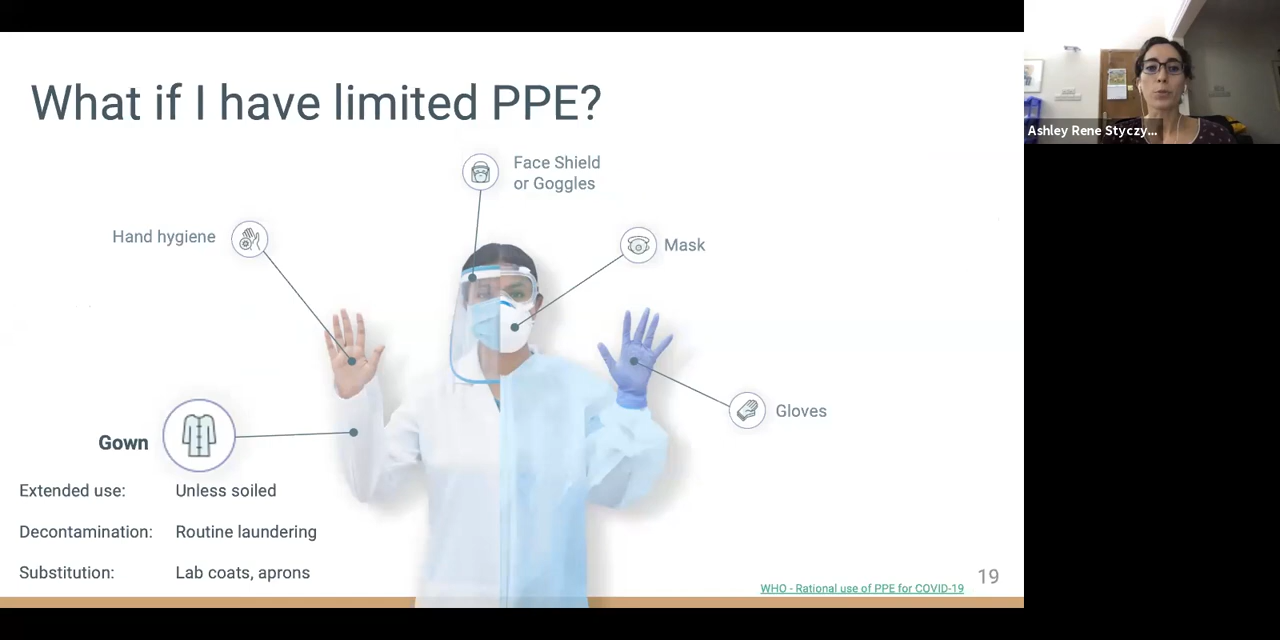 What if I have limited PPE?
Face Shield
or Goggles
Hand hygiene
Mask
Gloves
Gown
Extended use: Unless soiled
Decontamination: Routine laundering
Substitution: Lab coats, aprons
WHO - Rational use of PPE for COVID-19
19
Ashley Rene Styczy...